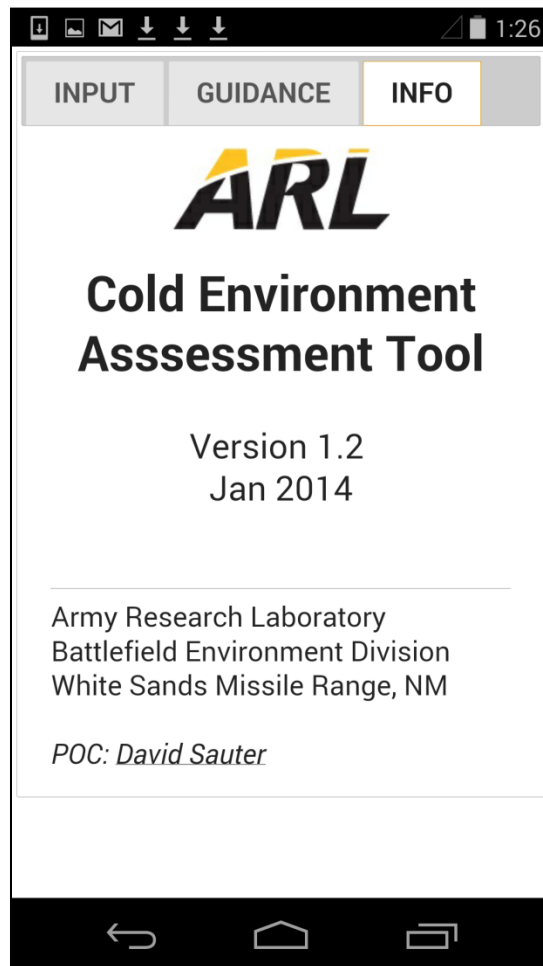 1:26
INPUT GUIDANCE INFO
ARL
Cold Environment
Asssessment Tool
Version 1.2
Jan 2014
Army Research Laboratory
Battlefield Environment Division
White Sands Missile Range, NM
POC: David Sauter